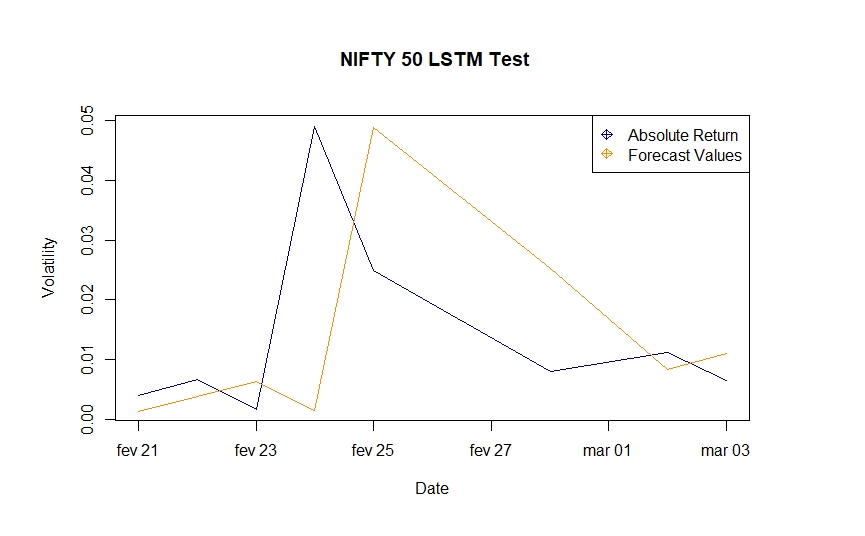 NIFTY 50 LSTM Test
Absolute Return
Forecast Values
0.05
0.04
0.03
0.02
0.01
0.00
Volatility
fev 21 fev 23 fev 25 fev 27 mar 01 mar 03
Date